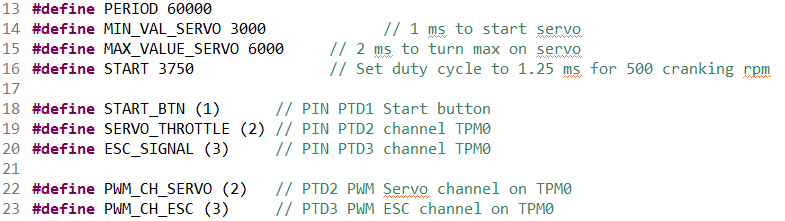 13 #define PERIOD 60000
14 #define MIN_VAL_SERVO 3000 // 1 ms to start servo
15 #define MAX_VALUE_SERVO 6000 // 2 ms to turn max on servo
16 #define START 3750 // Set duty cycle to 1.25 ms for 500 cranking rpm
17
18 #define START_BTN (1) // PIN PTD1 Start button
19 #define SERVO_THROTTLE (2) // PIN PTD2 channel TPM0
20 #define ESC_SIGNAL (3) // PIN PTD3 channel TPM0
21
22 #define PWM_CH_SERVO (2) // PTD2 PWM Servo channel on TPM0
23 #define PWM_CH_ESC (3) // PTD3 PWM ESC channel on TPM0